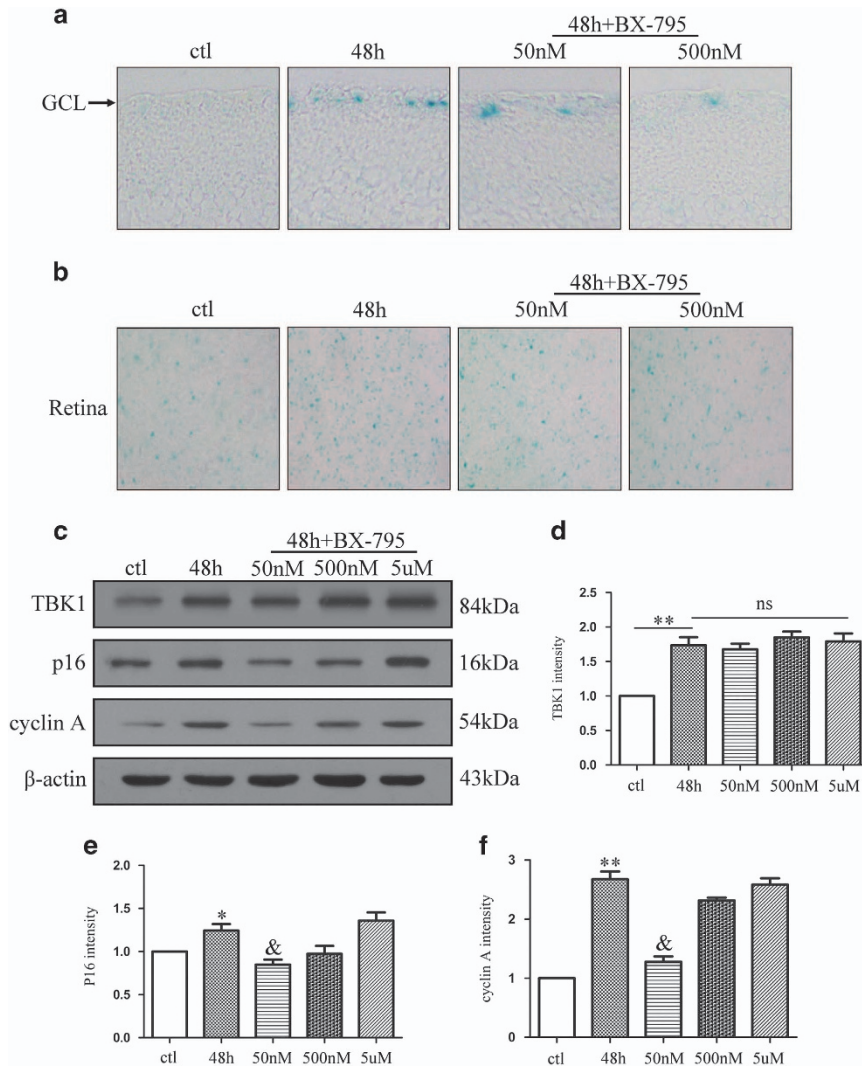 a
48h+BX-795
ctl 48h 50nM 500nM
GCL
b
48h+BX-795
ctl 48h 50nM 500nM
Retina
c
48h+BX-795
ctl 48h 50nM 500nM 5uM
TBK1 84kDa
p16 16kDa
cyclin A 54kDa
β-actin 43kDa
d
TBK1 intensity
2.5
2.0
1.5
1.0
0.5
0.0
** ns
ctl 48h 50nM 500nM 5uM
e
P16 intensity
2.0
1.5
1.0
0.5
0.0
*
&
ctl 48h 50nM 500nM 5uM
f
cyclin A intensity
3
2
1
0
**
&
ctl 48h 50nM 500nM 5uM